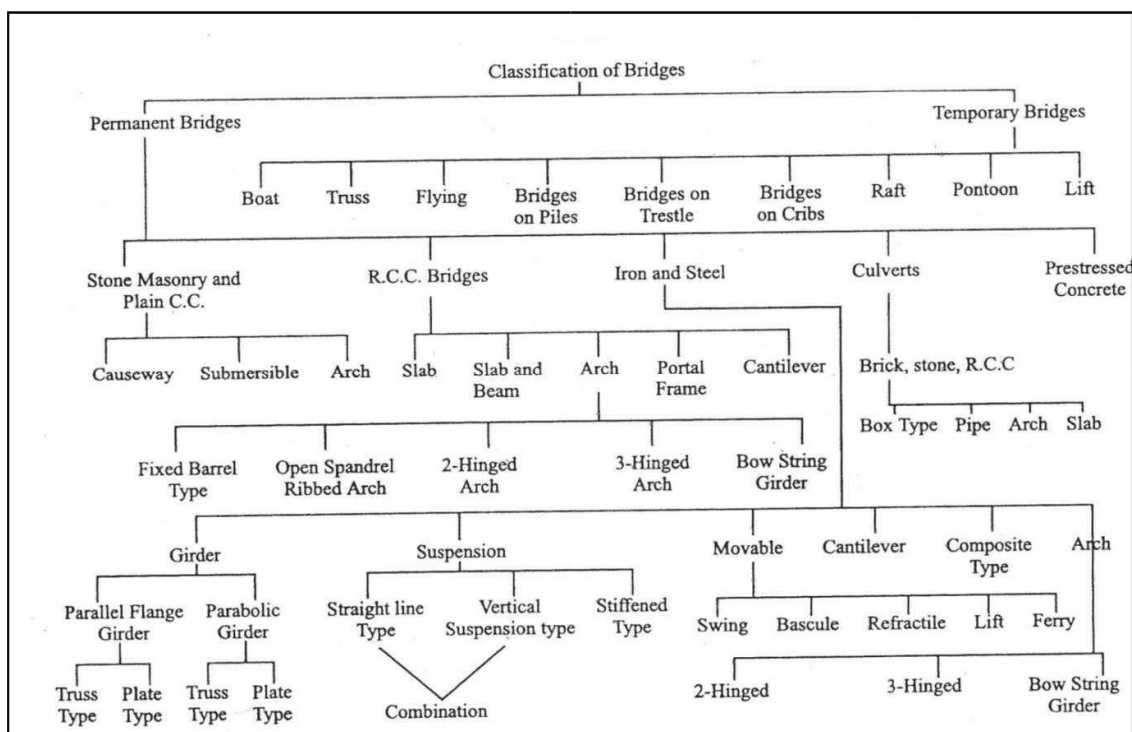 Classification of Bridges
Permanent Bridges
Temporary Bridges
Boat
Truss
Flying
Bridges
on Piles
Bridges on
Trestle
Bridges
on Cribs
Raft
Pontoon
Lift
Stone Masonry and
Plain C.C.
R.C.C. Bridges
Iron and Steel
Culverts
Prestressed
Concrete
Causeway
Submersible
Arch
Slab
Slab and
Beam
Arch
Portal
Frame
Cantilever
Brick, stone, R.C.C
Box Type
Pipe
Arch
Slab
Fixed Barrel
Type
Open Spandrel
Ribbed Arch
2-Hinged
Arch
3-Hinged
Arch
Bow String
Girder
Girder
Suspension
Movable
Cantilever
Composite
Type
Arch
Parallel Flange
Girder
Parabolic
Girder
Straight line
Type
Vertical
Suspension type
Stiffened
Type
Swing
Bascule
Refractile
Lift
Ferry
Truss
Type
Plate
Type
Truss
Type
Plate
Type
Combination
2-Hinged
3-Hinged
Bow String
Girder